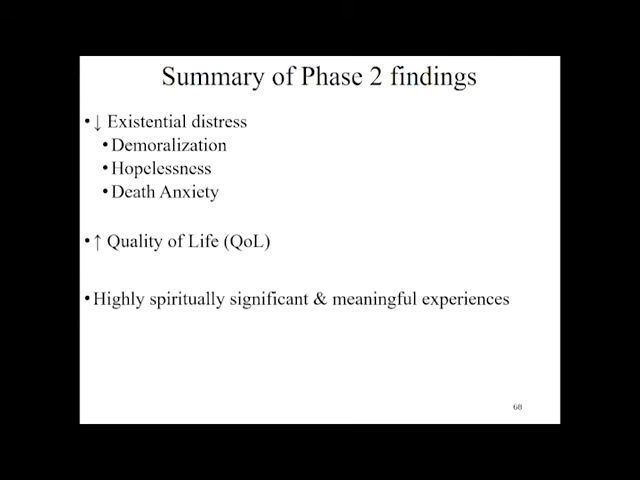 Summary of Phase 2 findings
•↓ Existential distress
•Demoralization
•Hopelessness
•Death Anxiety
•↑ Quality of Life (QoL)
•Highly spiritually significant & meaningful experiences
68